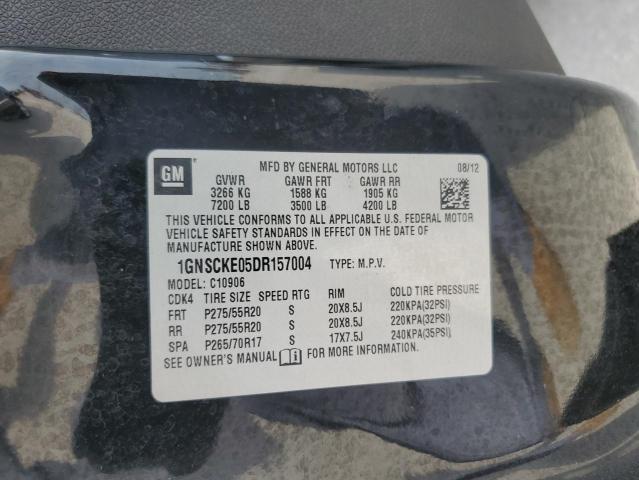 GM
MFD BY GENERAL MOTORS LLC 08/12
GVWR GAWR FRT GAWR RR
3266 KG 1588 KG 1905 KG
7200 LB 3500 LB 4200 LB
THIS VEHICLE CONFORMS TO ALL APPLICABLE U.S. FEDERAL MOTOR
VEHICLE SAFETY STANDARDS IN EFFECT ON THE DATE OF
MANUFACTURE SHOWN ABOVE.
1GNSCKE05DR157004 TYPE: M.P.V.
MODEL: C10906
CDK4 TIRE SIZE SPEED RTG RIM COLD TIRE PRESSURE
FRT P275/55R20 S 20X8.5J 220KPA(32PSI)
RR P275/55R20 S 20X8.5J 220KPA(32PSI)
SPA P265/70R17 S 17X7.5J 240KPA(35PSI)
SEE OWNER'S MANUAL FOR MORE INFORMATION.